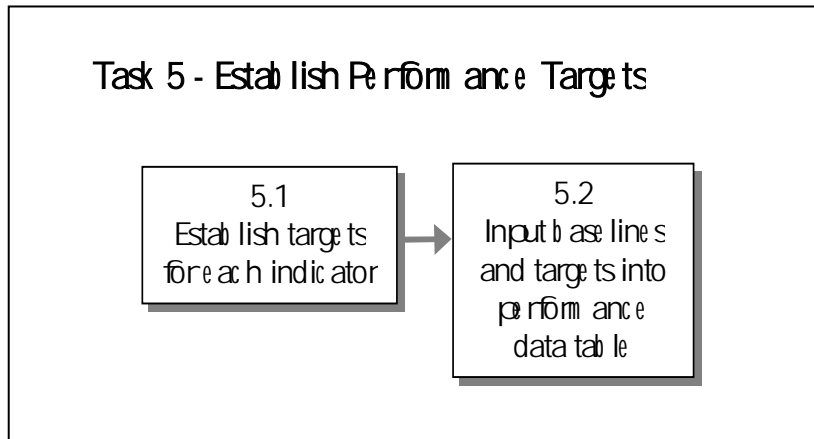 Task 5 - Establish Performance Targets
5.1
Establish targets
for each indicator
5.2
Input baselines
and targets into
performance
data table